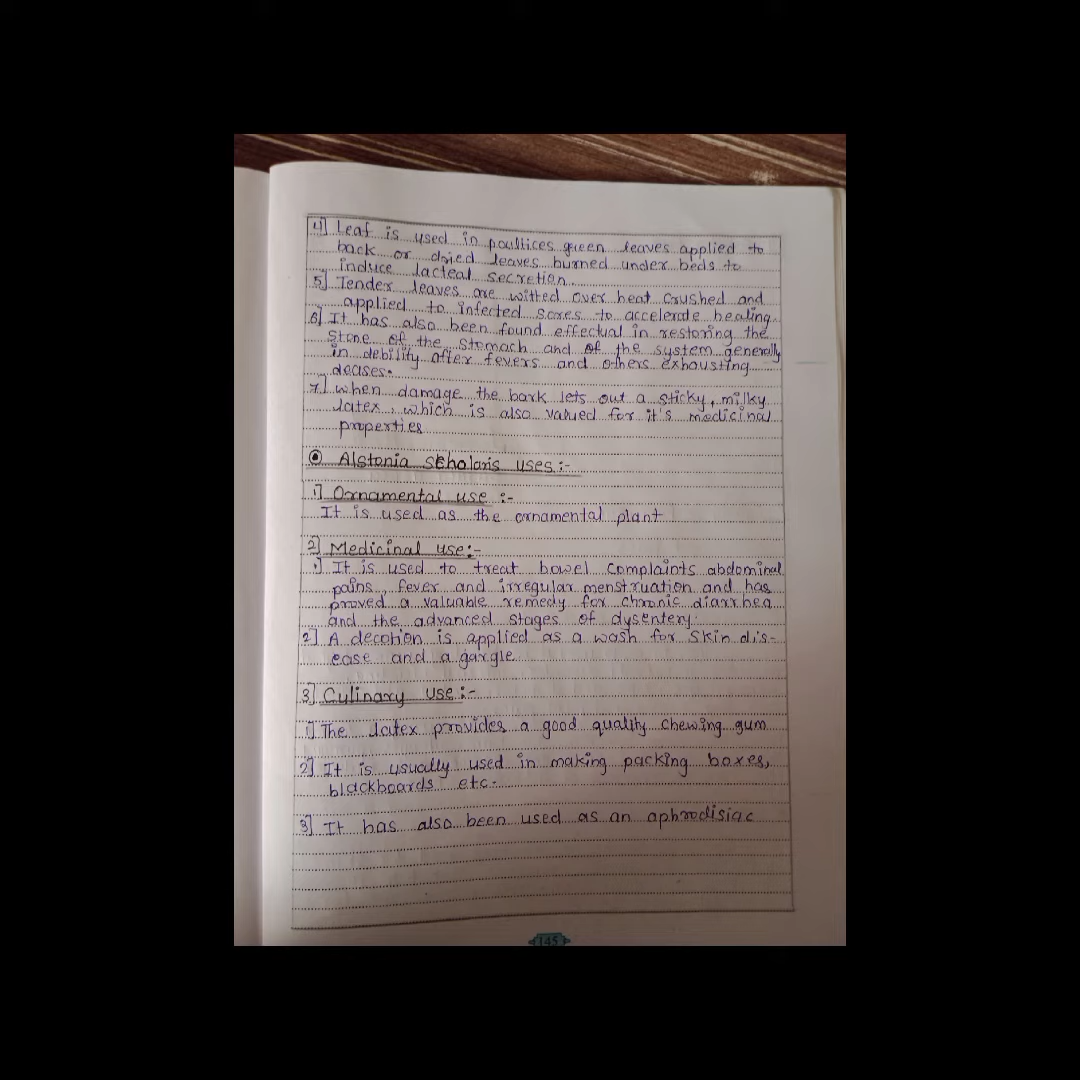 4] Leaf is used in poultices green leaves applied to
back or dried leaves burned under beds to
induce lacteal secretion.
5] Tender leaves are witted over heat crushed and
applied to infected sores to accelerate healing.
6] It has also been found effectual in restoring the
stone of the stomach and of the system generally
in debility after fevers and others exhausting
deases.
7] when damage the bark lets out a sticky, milky
latex, which is also valued for it's medicinal
properties
Alstonia scholaris uses :-
1] Ornamental use :-
It is used as the ornamental plant
2] Medicinal use :-
1] It is used to treat bowel complaints abdominal
pains, fever and irregular menstruation and has
proved a valuable remedy for chronic diarrhea
and the advanced stages of dysentery.
2] A decotion is applied as a wash for skin dis-
ease and a gargle
3] Culinary use :-
1] The latex provides a good quality chewing gum
2] It is usually used in making packing boxes,
blackboards etc.
3] It has also been used as an aphrodisiac
145